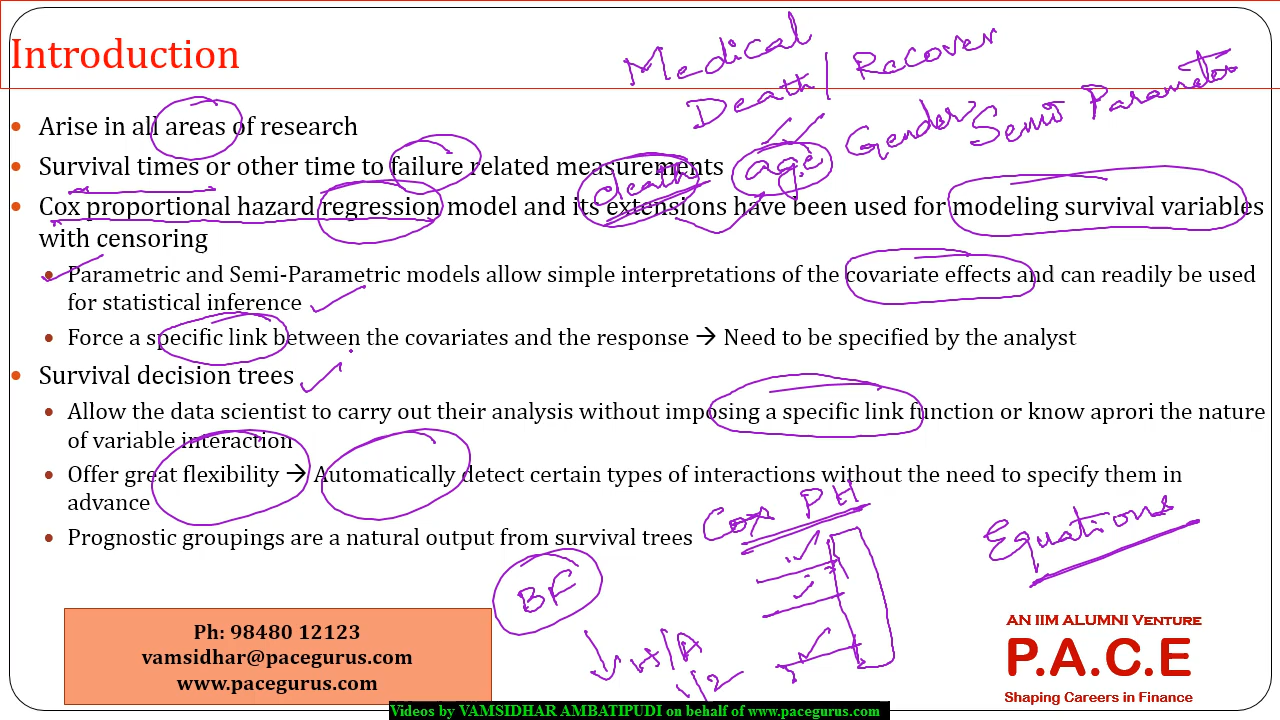 Introduction
Medical
Death / Recover
age Gender Semi Parameter
• Arise in all areas of research
• Survival times or other time to failure related measurements
death
• Cox proportional hazard regression model and its extensions have been used for modeling survival variables
with censoring
• Parametric and Semi-Parametric models allow simple interpretations of the covariate effects and can readily be used
for statistical inference
• Force a specific link between the covariates and the response → Need to be specified by the analyst
• Survival decision trees
• Allow the data scientist to carry out their analysis without imposing a specific link function or know aprori the nature
of variable interaction
• Offer great flexibility → Automatically detect certain types of interactions without the need to specify them in
advance
Cox PH
Equations
• Prognostic groupings are a natural output from survival trees
BF
H/A
1/2
Ph: 98480 12123
vamsidhar@pacegurus.com
www.pacegurus.com
AN IIM ALUMNI VENTURE
P.A.C.E
Shaping Careers in Finance
Videos by VAMSIDHAR AMBATIPUDI on behalf of www.pacegurus.com